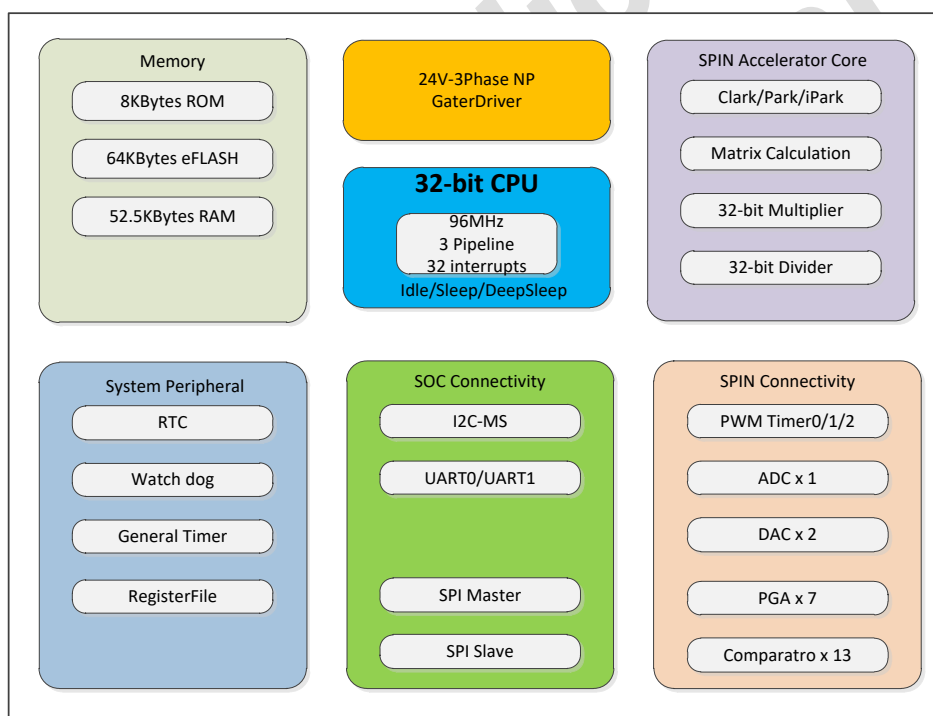 Memory
8KBytes ROM
64KBytes eFLASH
52.5KBytes RAM
24V-3Phase NP
GaterDriver
32-bit CPU
96MHz
3 Pipeline
32 interrupts
Idle/Sleep/DeepSleep
SPIN Accelerator Core
Clark/Park/iPark
Matrix Calculation
32-bit Multiplier
32-bit Divider
System Peripheral
RTC
Watch dog
General Timer
RegisterFile
SOC Connectivity
I2C-MS
UART0/UART1
SPI Master
SPI Slave
SPIN Connectivity
PWM Timer0/1/2
ADC x 1
DAC x 2
PGA x 7
Comparatro x 13